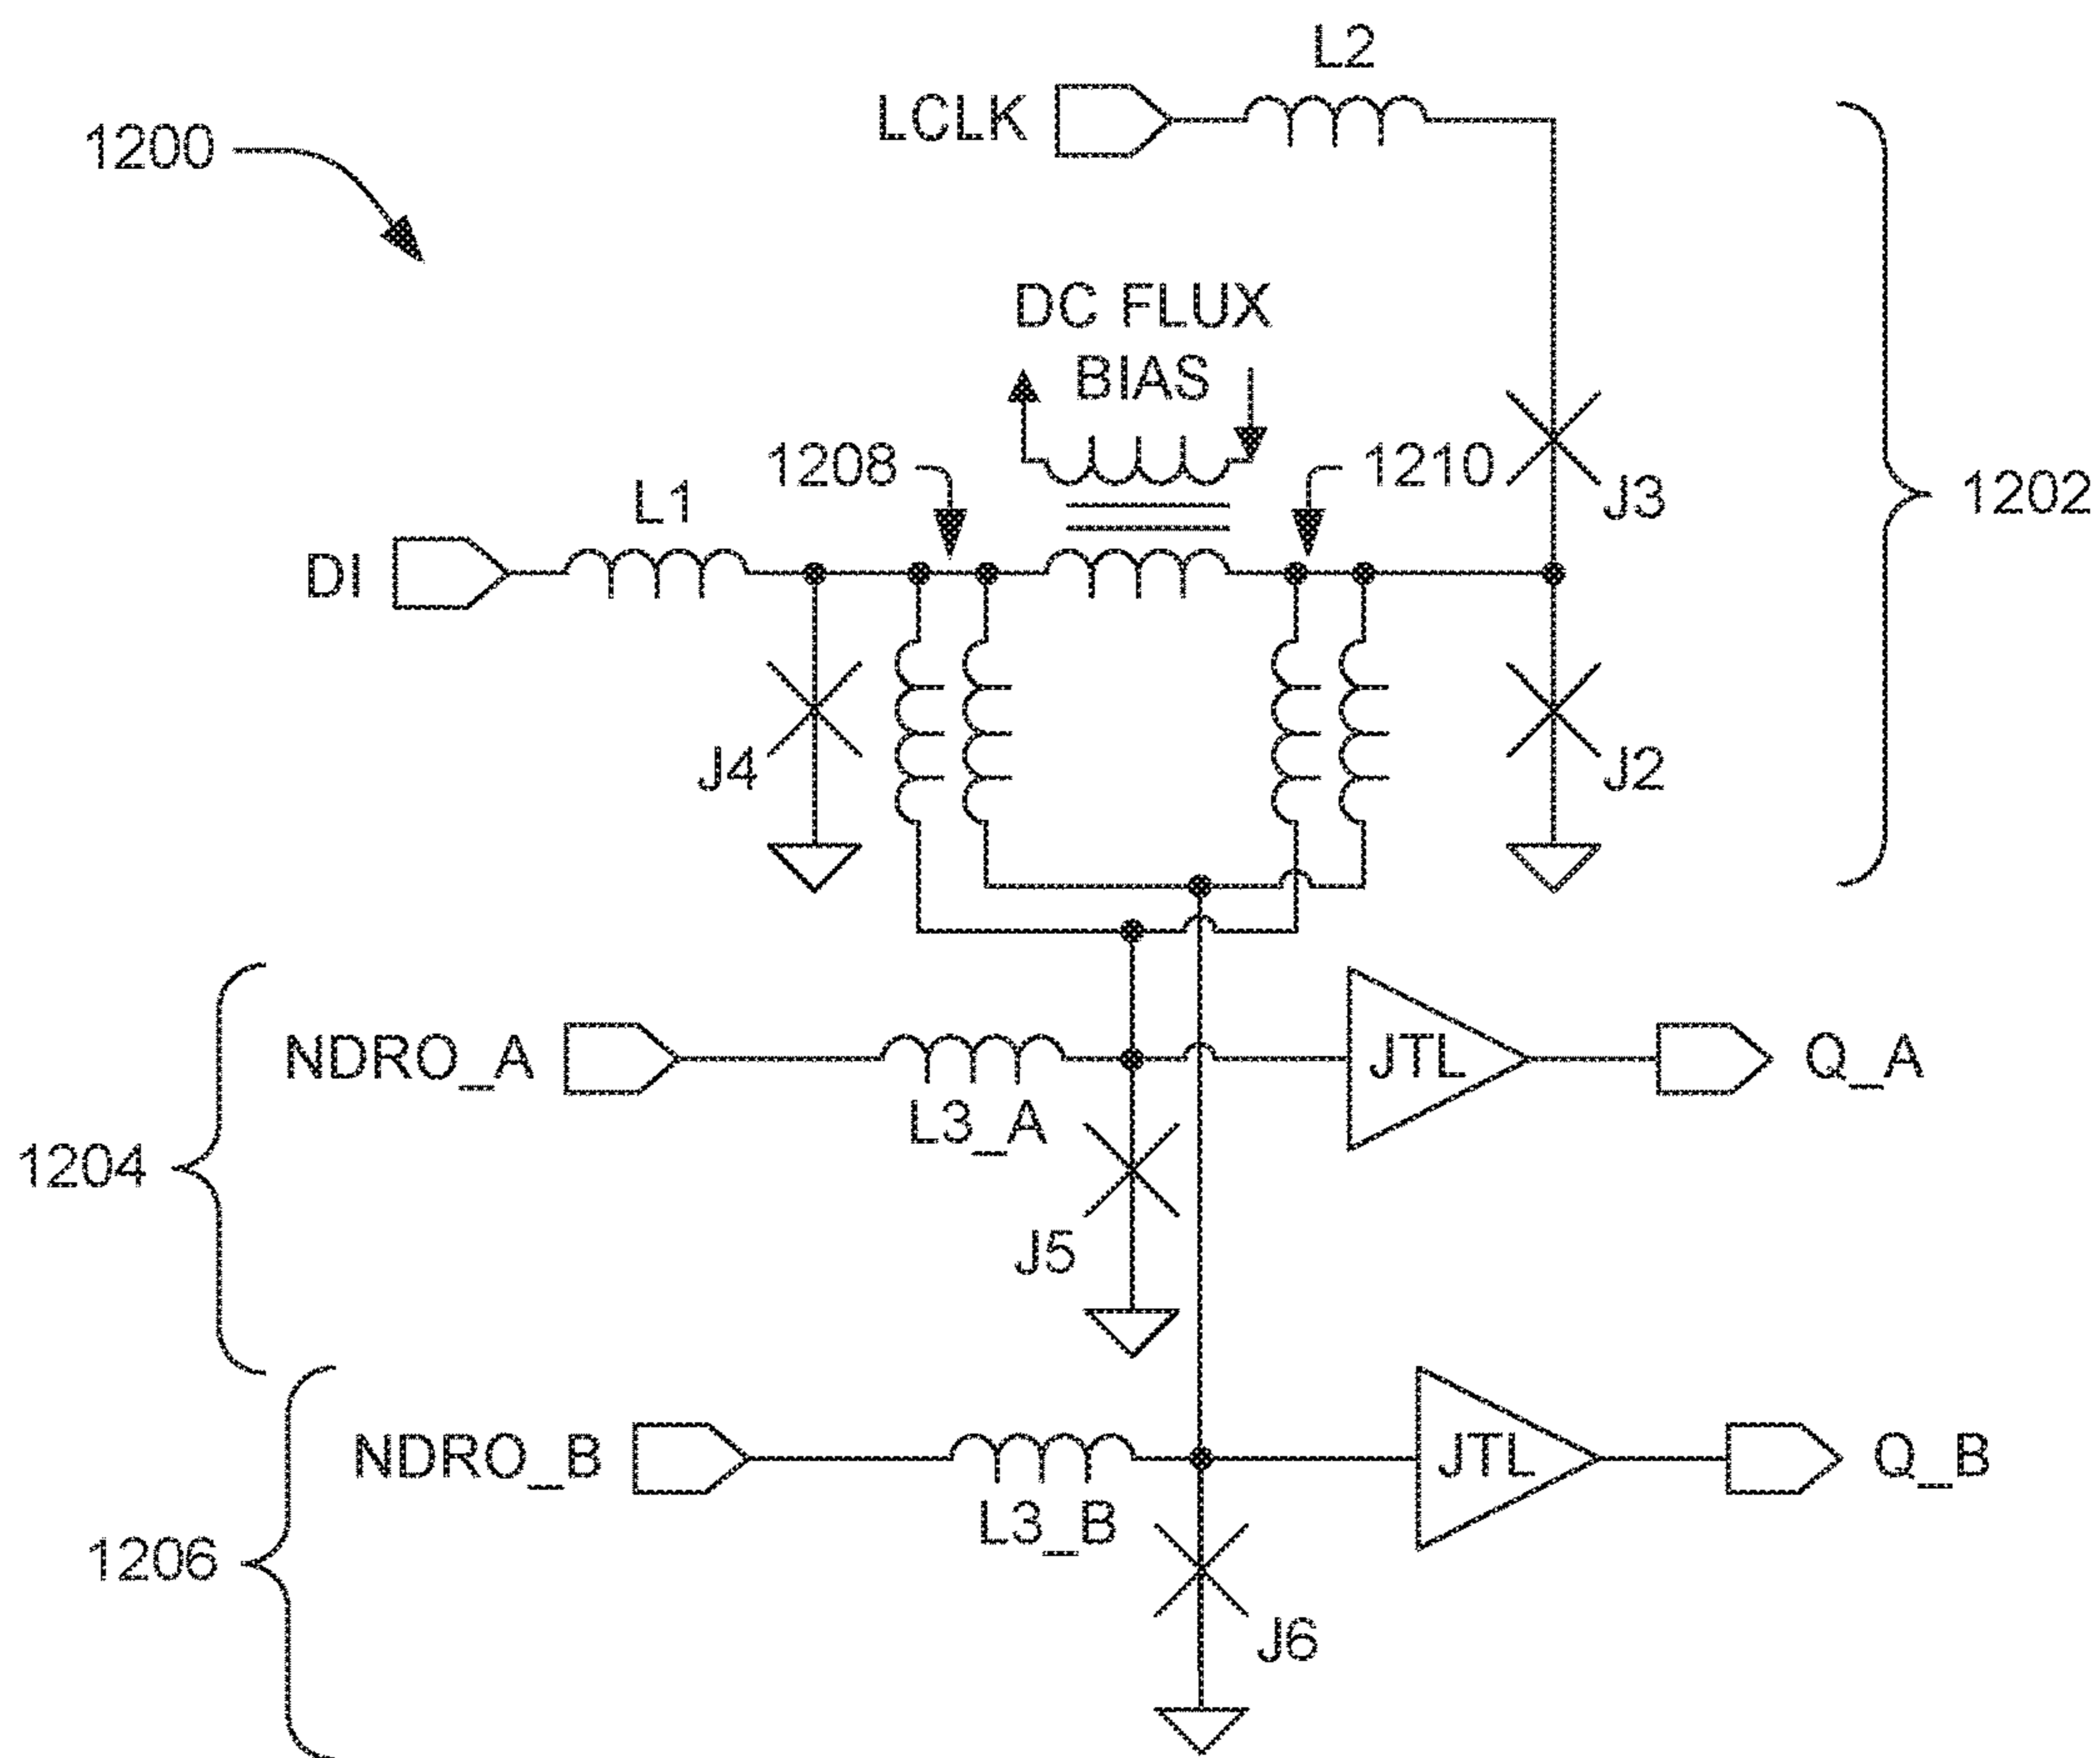 L2
LCLK
1200
DC FLUX
BIAS
1208
1210
L1
J3
1202
DI
J4
J2
NDRO_A
JTL
Q_A
L3_A
1204
J5
NDRO_B
JTL
Q_B
L3_B
1206
J6